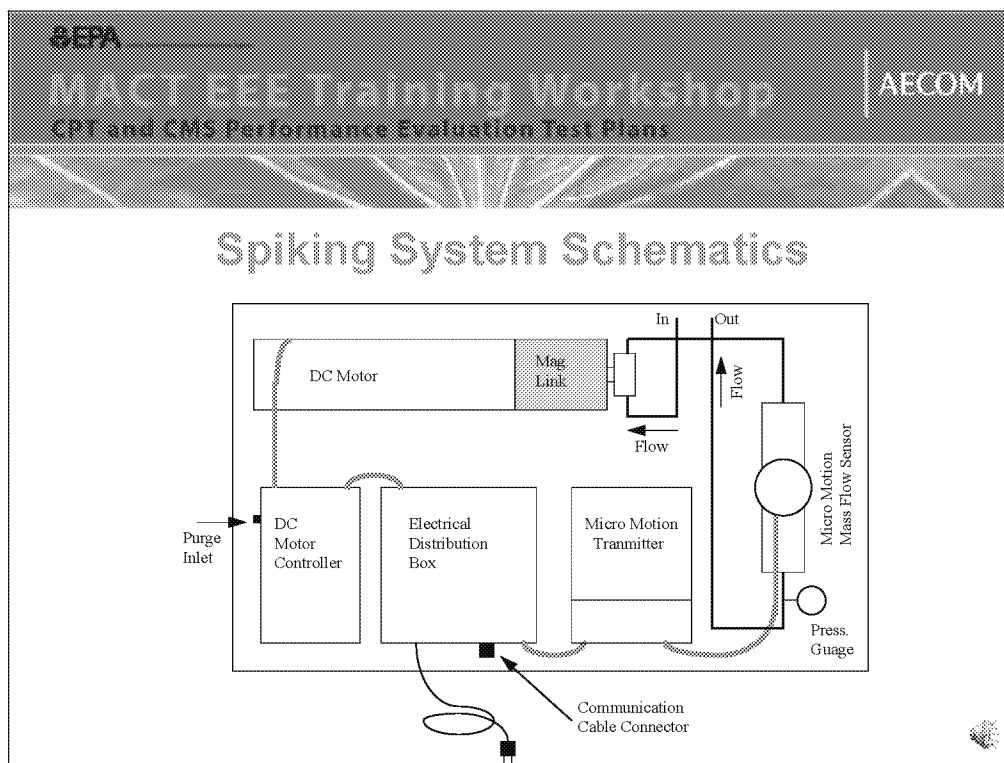 EPA
MACT EEE Training Workshop
AECOM
CPT and CMS Performance Evaluation Test Plans
Spiking System Schematics
In
Out
DC Motor
Mag
Link
Flow
Flow
Micro Motion
Mass Flow Sensor
Purge
Inlet
DC
Motor
Controller
Electrical
Distribution
Box
Micro Motion
Tranmitter
Press.
Guage
Communication
Cable Connector